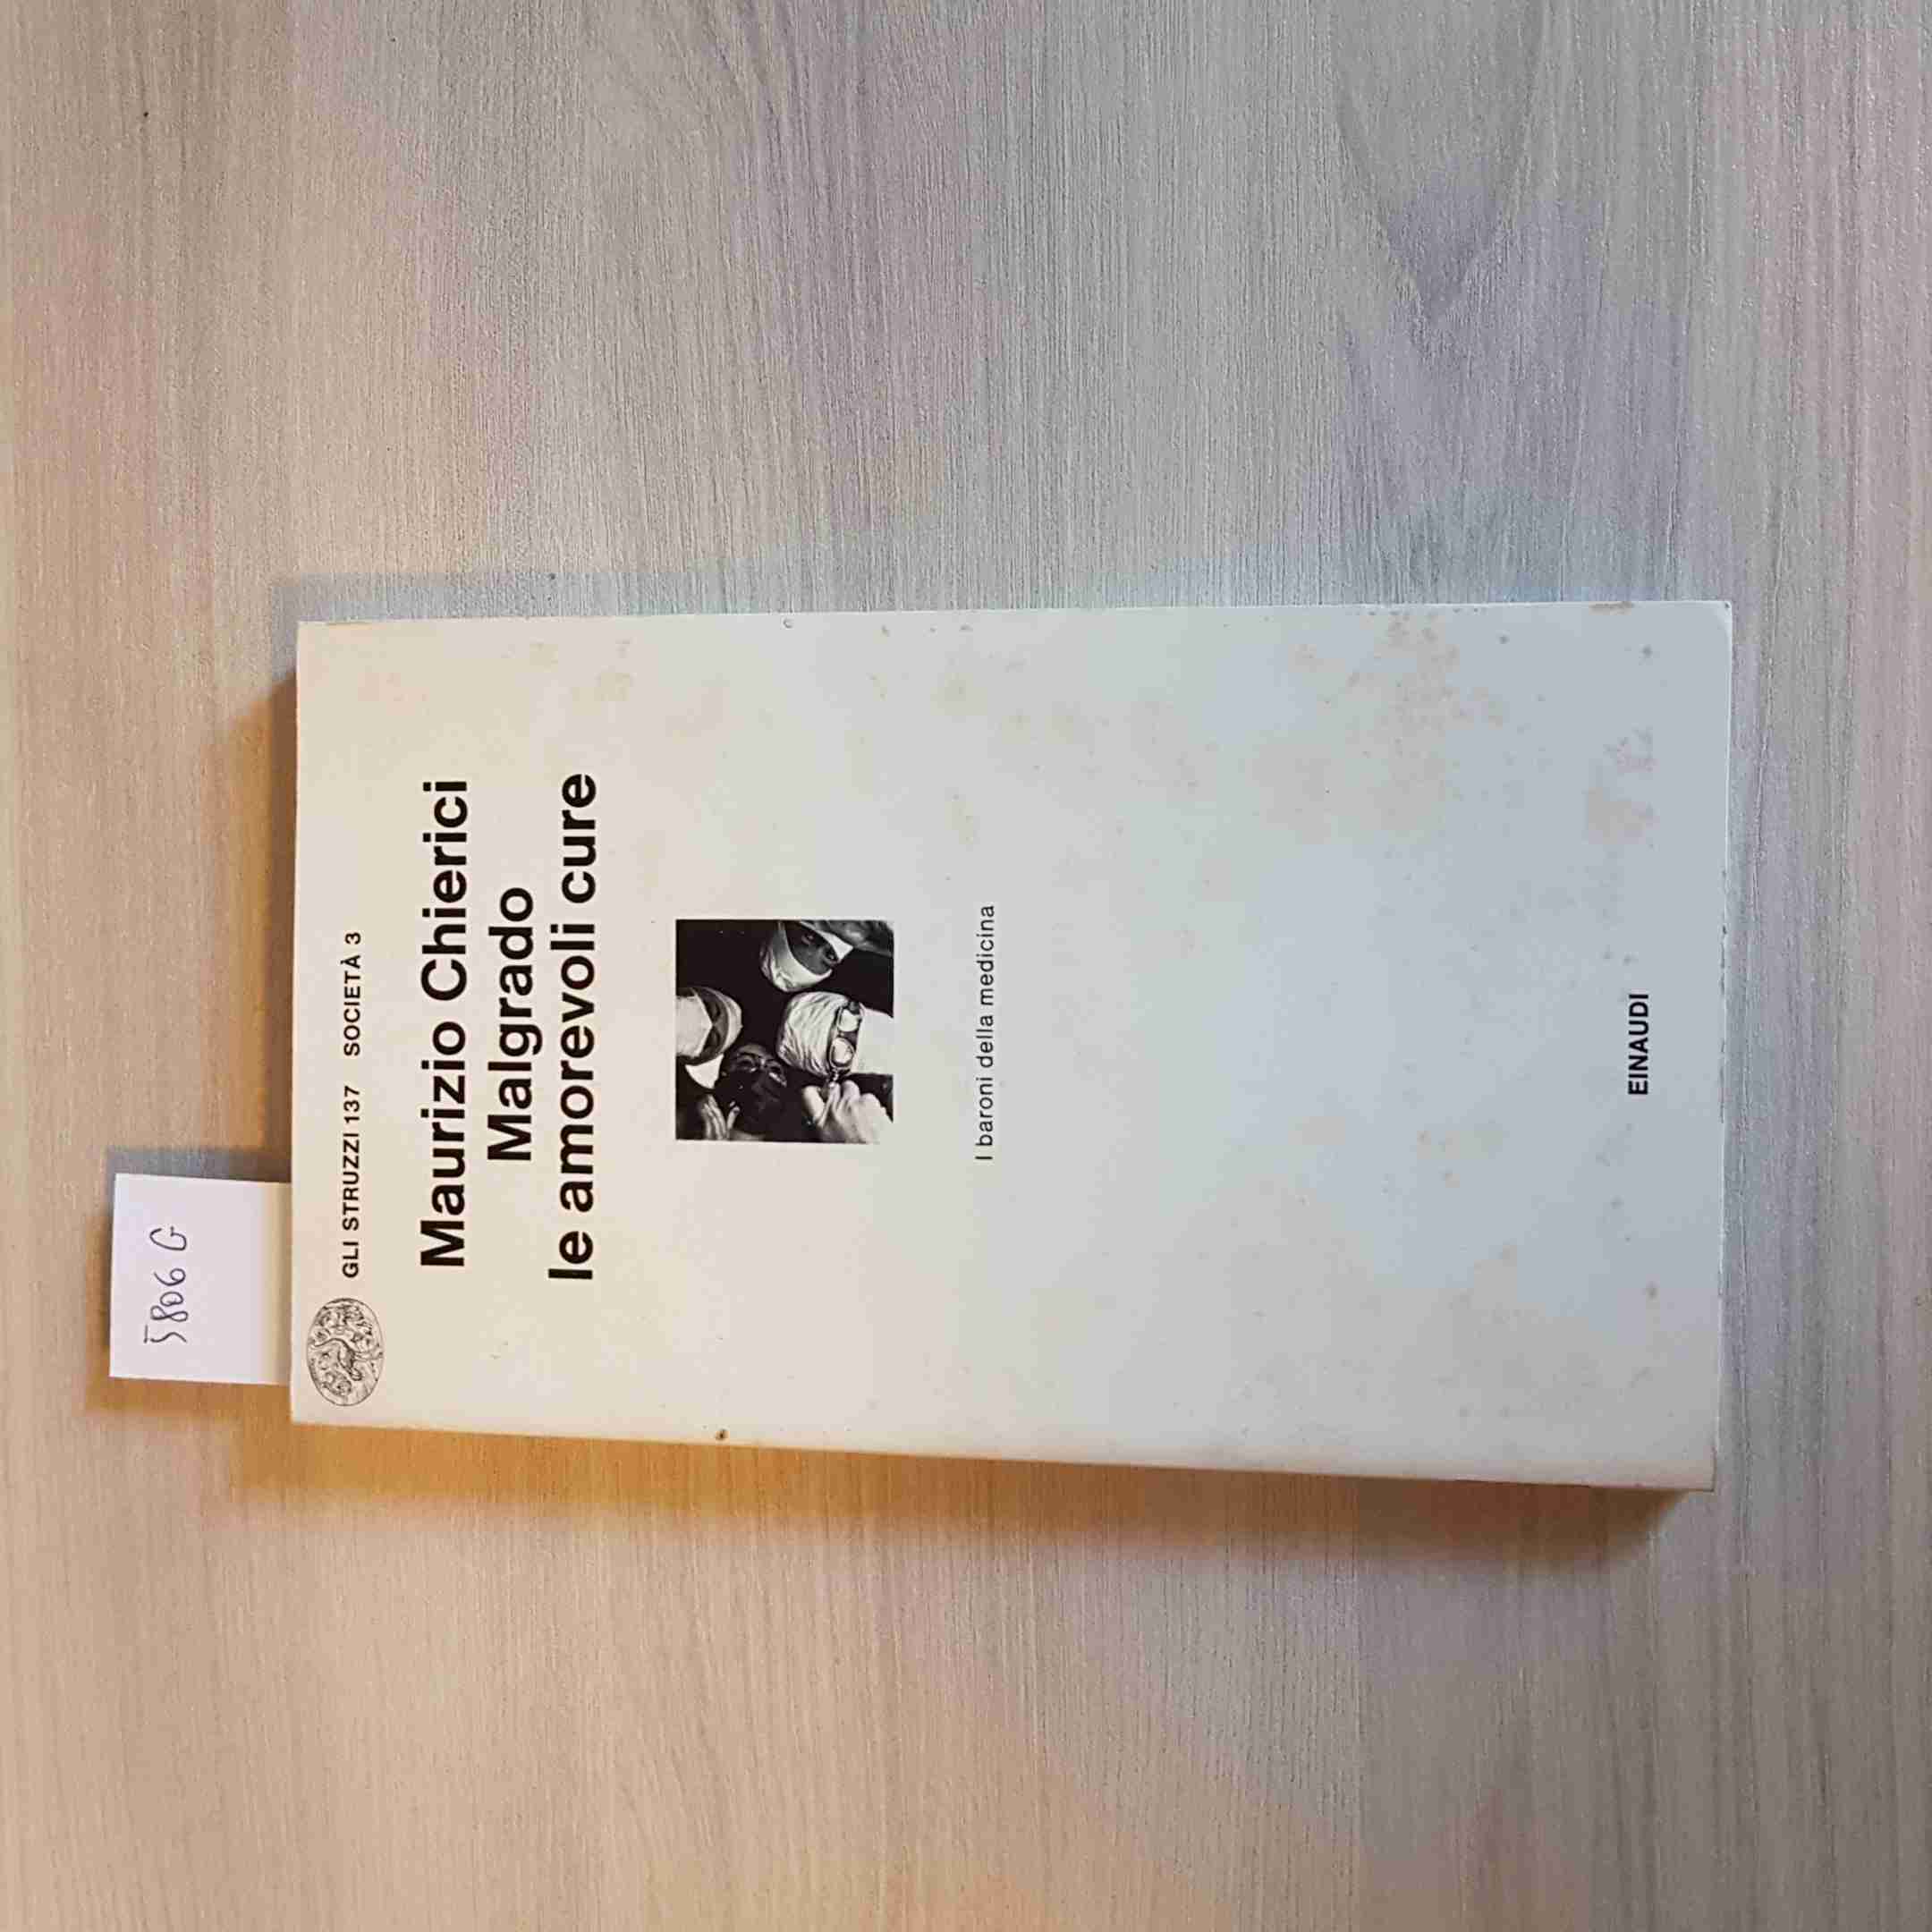 5806 G
GLI STRUZZI 137 SOCIETÀ 3
Maurizio Chierici
Malgrado
le amorevoli cure
I baroni della medicina
EINAUDI